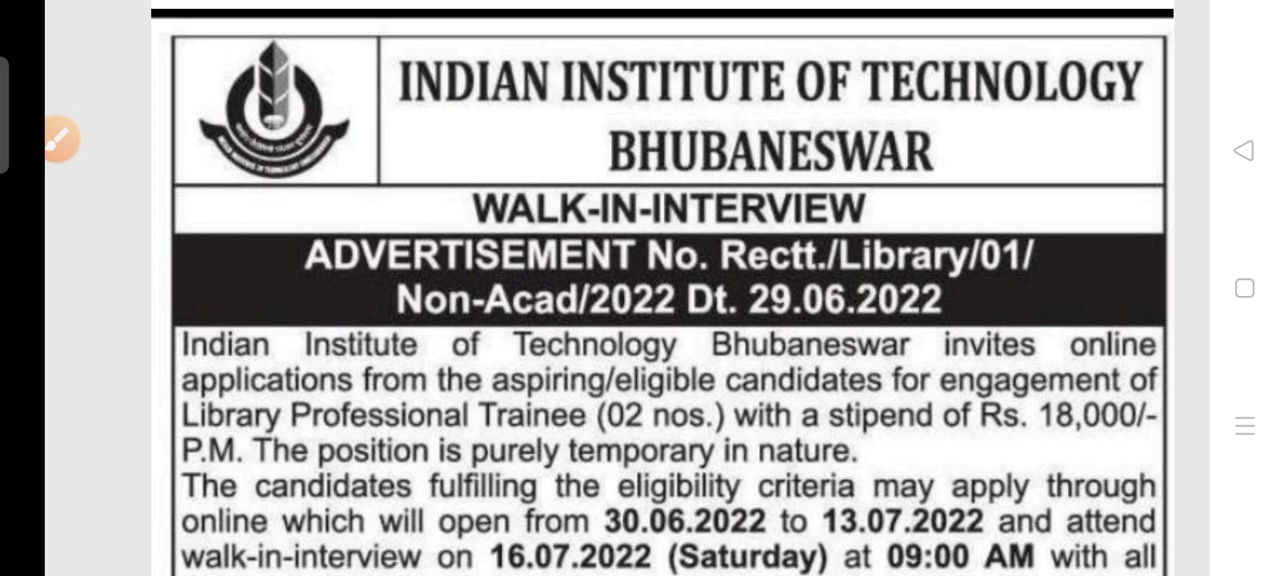 INDIAN INSTITUTE OF TECHNOLOGY
BHUBANESWAR
WALK-IN-INTERVIEW
ADVERTISEMENT No. Rectt./Library/01/
Non-Acad/2022 Dt. 29.06.2022
Indian Institute of Technology Bhubaneswar invites online
applications from the aspiring/eligible candidates for engagement of
Library Professional Trainee (02 nos.) with a stipend of Rs. 18,000/-
P.M. The position is purely temporary in nature.
The candidates fulfilling the eligibility criteria may apply through
online which will open from 30.06.2022 to 13.07.2022 and attend
walk-in-interview on 16.07.2022 (Saturday) at 09:00 AM with all